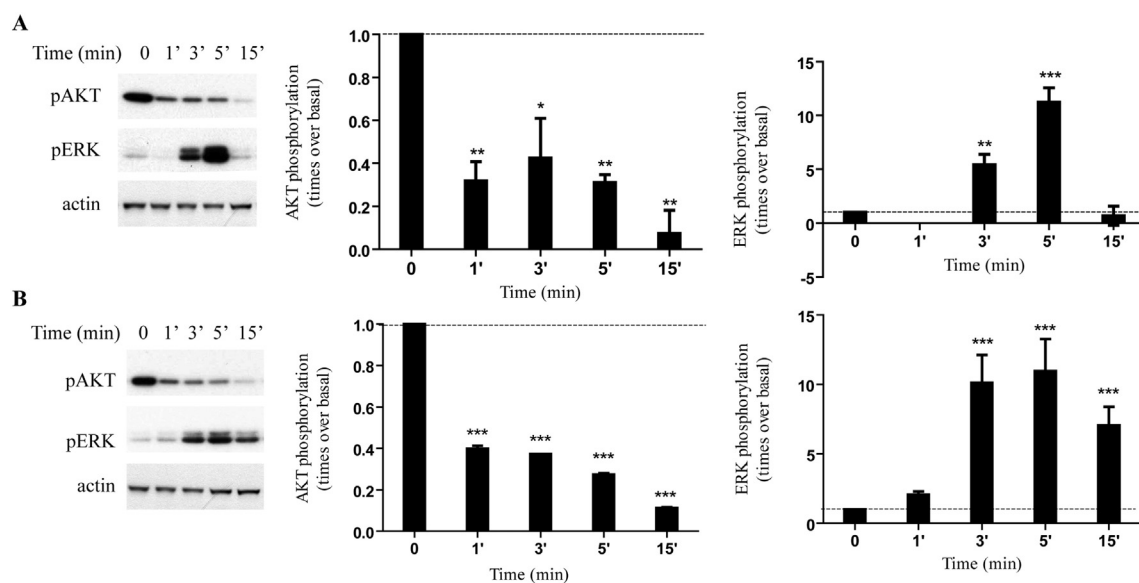 A
Time (min) 0 1’ 3’ 5’ 15’
pAKT
pERK
actin
AKT phosphorylation
(times over basal)
1.0
0.8
0.6
0.4
0.2
0.0
** * ** **
0 1' 3' 5' 15'
Time (min)
ERK phosphorylation
(times over basal)
15
10
5
0
-5
** ***
0 1' 3' 5' 15'
Time (min)
B
Time (min) 0 1’ 3’ 5’ 15’
pAKT
pERK
actin
AKT phosphorylation
(times over basal)
1.0
0.8
0.6
0.4
0.2
0.0
*** *** *** ***
0 1' 3' 5' 15'
Time (min)
ERK phosphorylation
(times over basal)
15
10
5
0
*** *** ***
0 1' 3' 5' 15'
Time (min)